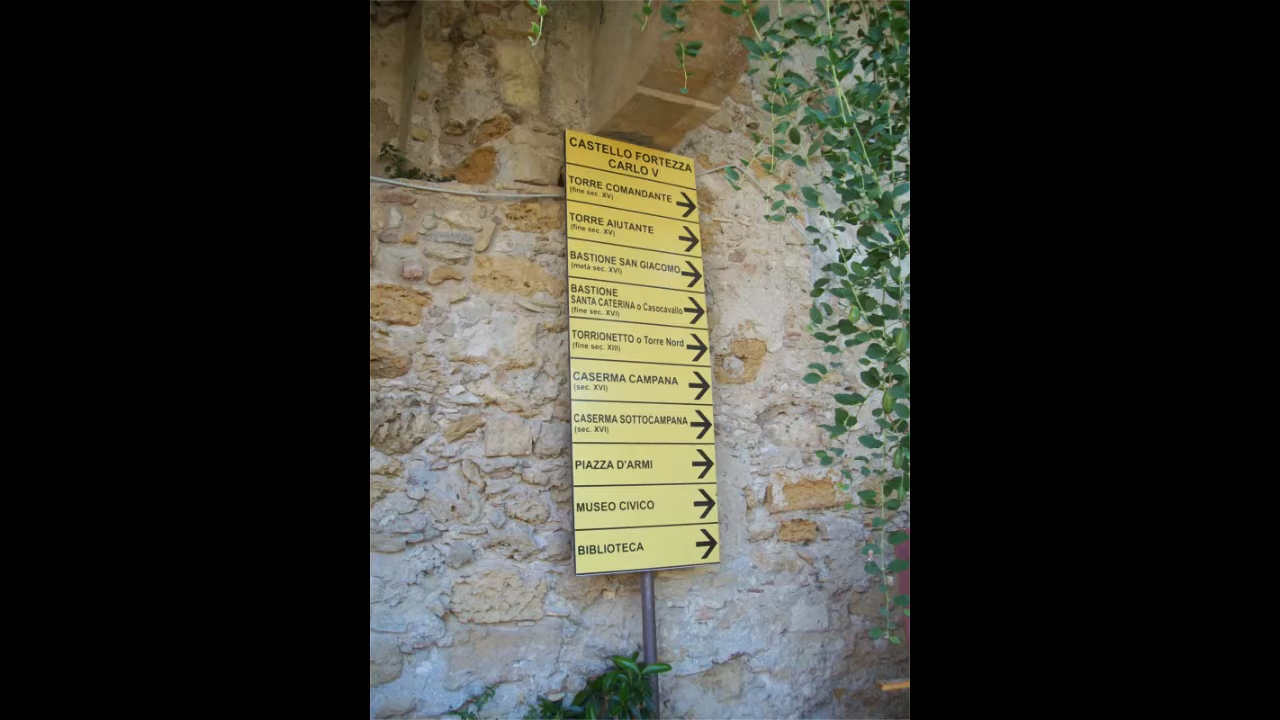 CASTELLO FORTEZZA
CARLO V
TORRE COMANDANTE
(fine sec. XV)
TORRE AIUTANTE
(fine sec. XV)
BASTIONE SAN GIACOMO
(metà sec. XVI)
BASTIONE
SANTA CATERINA o Casocavallo
(fine sec. XVI)
TORRIONETTO o Torre Nord
(fine sec. XIII)
CASERMA CAMPANA
(sec. XVI)
CASERMA SOTTOCAMPANA
(sec. XVI)
PIAZZA D'ARMI
MUSEO CIVICO
BIBLIOTECA